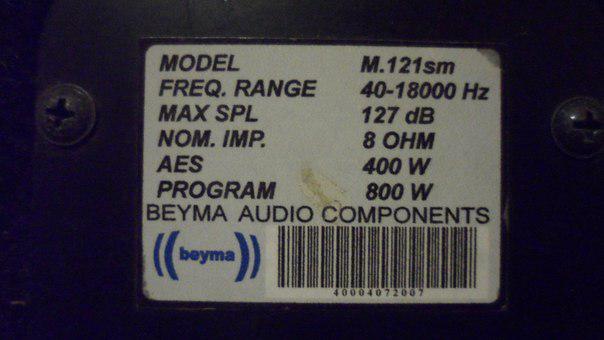 MODEL M.121sm
FREQ. RANGE 40-18000 Hz
MAX SPL 127 dB
NOM. IMP. 8 OHM
AES 400 W
PROGRAM 800 W
BEYMA AUDIO COMPONENTS
beyma
40004072007